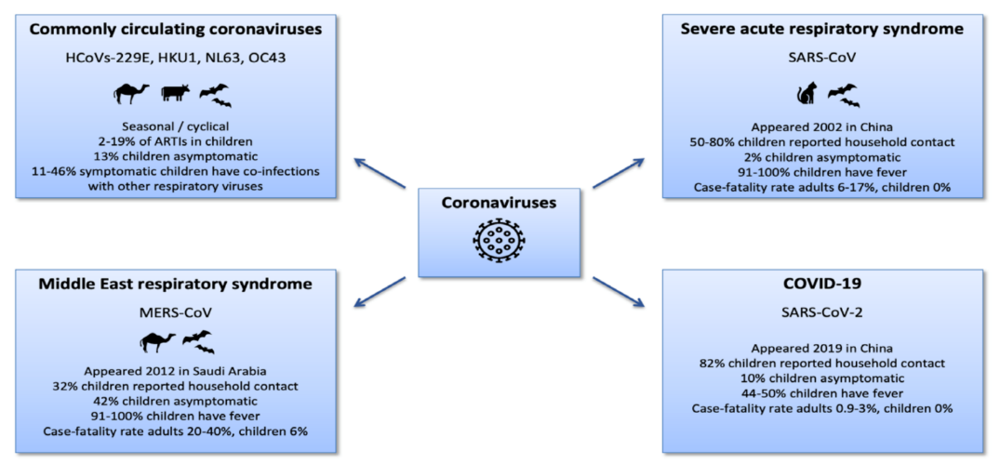 Commonly circulating coronaviruses
HCoVs-229E, HKU1, NL63, OC43
Seasonal / cyclical
2-19% of ARTIs in children
13% children asymptomatic
11-46% symptomatic children have co-infections
with other respiratory viruses
Severe acute respiratory syndrome
SARS-CoV
Appeared 2002 in China
50-80% children reported household contact
2% children asymptomatic
91-100% children have fever
Case-fatality rate adults 6-17%, children 0%
Coronaviruses
Middle East respiratory syndrome
MERS-CoV
Appeared 2012 in Saudi Arabia
32% children reported household contact
42% children asymptomatic
91-100% children have fever
Case-fatality rate adults 20-40%, children 6%
COVID-19
SARS-CoV-2
Appeared 2019 in China
82% children reported household contact
10% children asymptomatic
44-50% children have fever
Case-fatality rate adults 0.9-3%, children 0%